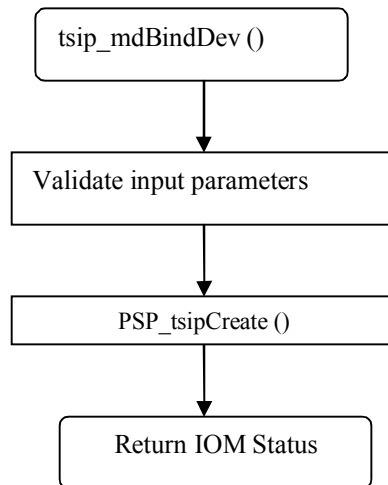 tsip_mdBindDev ()
Validate input parameters
PSP_tsipCreate ()
Return IOM Status